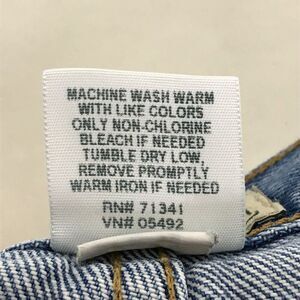 MACHINE WASH WARM
WITH LIKE COLORS
ONLY NON-CHLORINE
BLEACH IF NEEDED
TUMBLE DRY LOW,
REMOVE PROMPTLY
WARM IRON IF NEEDED
RN# 71341
VN# 05492